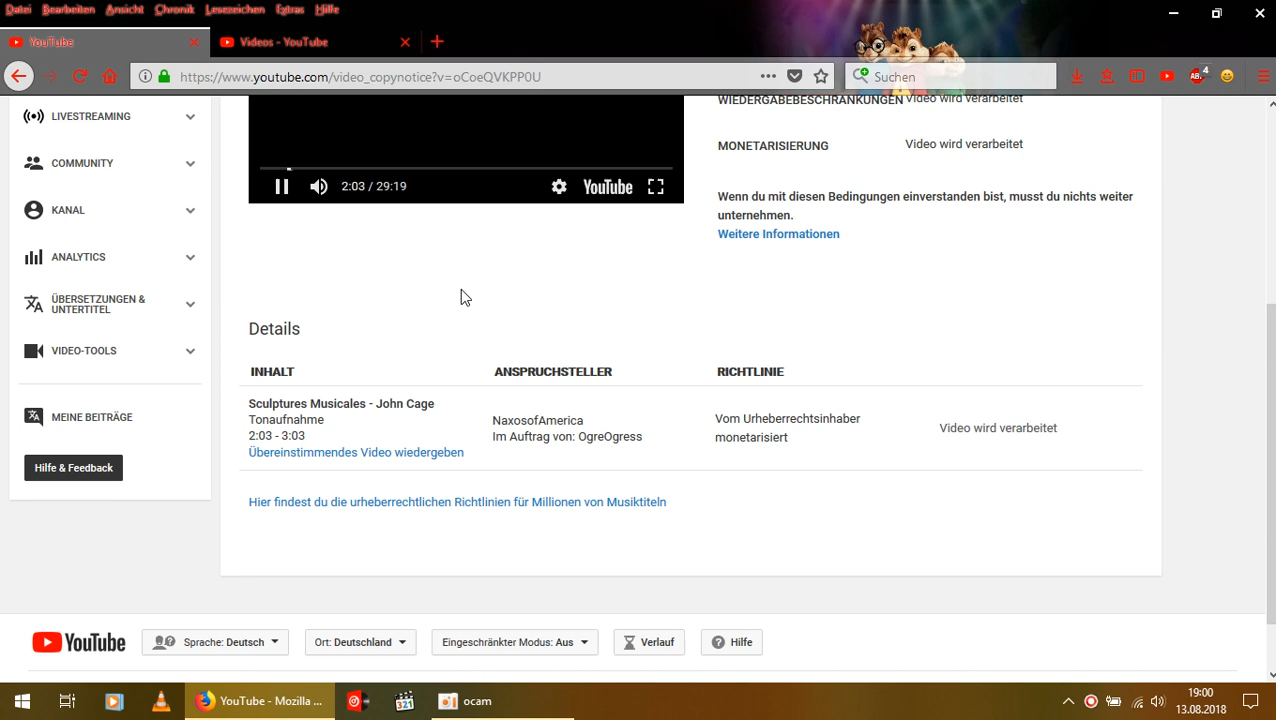 Datei Bearbeiten Ansicht Chronik Lesezeichen Extras Hilfe
YouTube
Videos - YouTube
https://www.youtube.com/video_copynotice?v=oCoeQVKPP0U
Suchen
4
LIVESTREAMING
COMMUNITY
KANAL
ANALYTICS
ÜBERSETZUNGEN &
UNTERTITEL
VIDEO-TOOLS
MEINE BEITRÄGE
Hilfe & Feedback
2:03 / 29:19
YouTube
WIEDERGABEBESCHRÄNKUNGEN Video wird verarbeitet
MONETARISIERUNG Video wird verarbeitet
Wenn du mit diesen Bedingungen einverstanden bist, musst du nichts weiter
unternehmen.
Weitere Informationen
Details
INHALT ANSPRUCHSTELLER RICHTLINIE
Sculptures Musicales - John Cage
Tonaufnahme
2:03 - 3:03
Übereinstimmendes Video wiedergeben
NaxosofAmerica
Im Auftrag von: OgreOgress
Vom Urheberrechtsinhaber
monetarisiert
Video wird verarbeitet
Hier findest du die urheberrechtlichen Richtlinien für Millionen von Musiktiteln
YouTube
Sprache: Deutsch
Ort: Deutschland
Eingeschränkter Modus: Aus
Verlauf
Hilfe
YouTube - Mozilla ...
321
ocam
19:00
13.08.2018